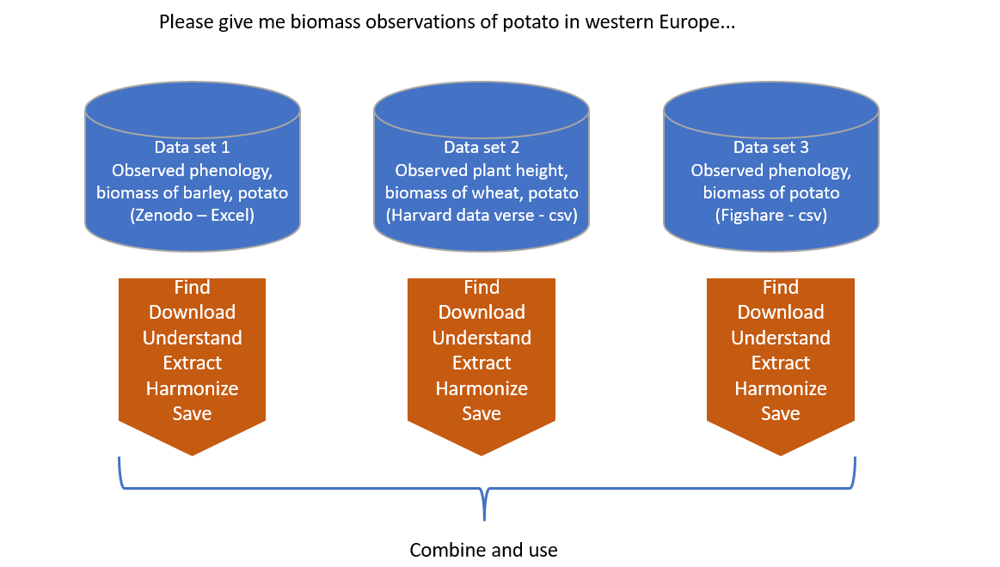 Please give me biomass observations of potato in western Europe...
Data set 1
Observed phenology,
biomass of barley, potato
(Zenodo – Excel)
Data set 2
Observed plant height,
biomass of wheat, potato
(Harvard data verse - csv)
Data set 3
Observed phenology,
biomass of potato
(Figshare - csv)
Find
Download
Understand
Extract
Harmonize
Save
Find
Download
Understand
Extract
Harmonize
Save
Find
Download
Understand
Extract
Harmonize
Save
Combine and use